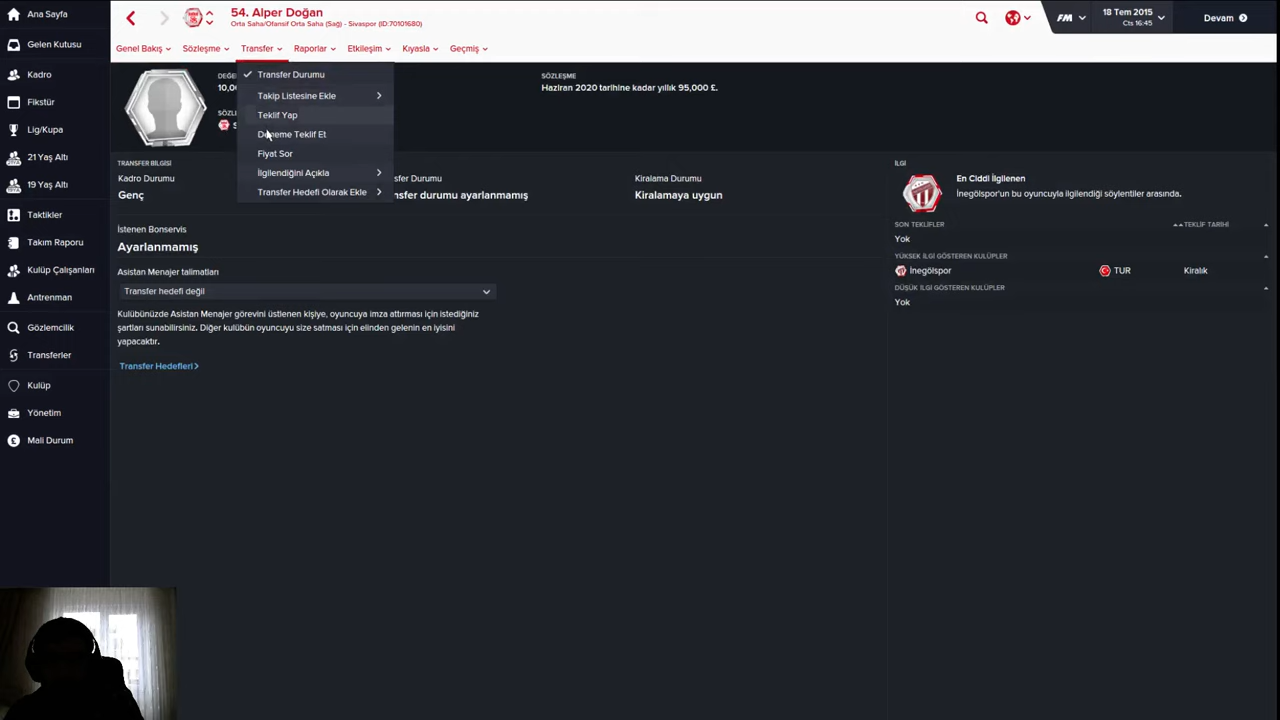 Ana Sayfa
Gelen Kutusu
Kadro
Fikstür
Lig/Kupa
21 Yaş Altı
19 Yaş Altı
Taktikler
Takım Raporu
Kulüp Çalışanları
Antrenman
Gözlemcilik
Transferler
Kulüp
Yönetim
Mali Durum
54. Alper Doğan
Orta Saha/Ofansif Orta Saha (Sağ) - Sivaspor (ID:70101680)
FM
18 Tem 2015
Cts 16:45
Devam
Genel Bakış
Sözleşme
Transfer
Raporlar
Etkileşim
Kıyasla
Geçmiş
Transfer Durumu
Takip Listesine Ekle
Teklif Yap
Deneme Teklif Et
Fiyat Sor
İlgilendiğini Açıkla
Transfer Hedefi Olarak Ekle
SÖZLEŞME
Haziran 2020 tarihine kadar yıllık 95,000 £.
TRANSFER BİLGİSİ
Kadro Durumu
Genç
Durumu
durumu ayarlanmamış
Kiralama Durumu
Kiralamaya uygun
İstenen Bonservis
Ayarlanmamış
Asistan Menajer talimatları
Transfer hedefi değil
Kulübünüzde Asistan Menajer görevini üstlenen kişiye, oyuncuya imza attırması için istediğiniz
şartları sunabilirsiniz. Diğer kulübün oyuncuyu size satması için elinden gelenin en iyisini
yapacaktır.
Transfer Hedefleri
İLGİ
En Ciddi İlgilenen
İnegölspor'un bu oyuncuyla ilgilendiği söylentiler arasında.
SON TEKLİFLER TEKLİF TARİHİ
Yok
YÜKSEK İLGİ GÖSTEREN KULÜPLER
İnegölspor TUR Kiralık
DÜŞÜK İLGİ GÖSTEREN KULÜPLER
Yok